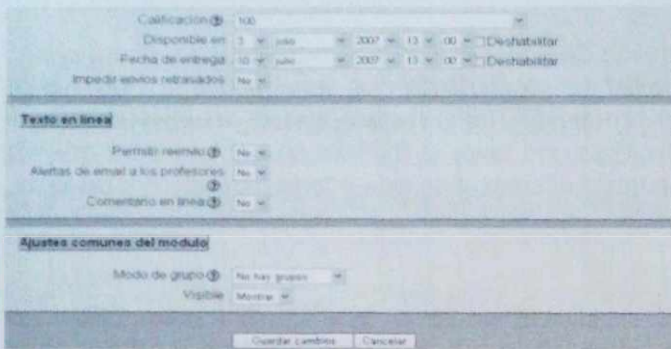 Calificación 100
Disponible en 3 julio 2007 13 00 Deshabilitar
Fecha de entrega 10 julio 2007 13 00 Deshabilitar
Impedir envios retrasados No
Texto en línea
Permitir reenvío No
Alertas de email a los profesores No
Comentario en línea No
Ajustes comunes del módulo
Modo de grupo No hay grupos
Visible Mostrar
Guardar cambios Cancelar